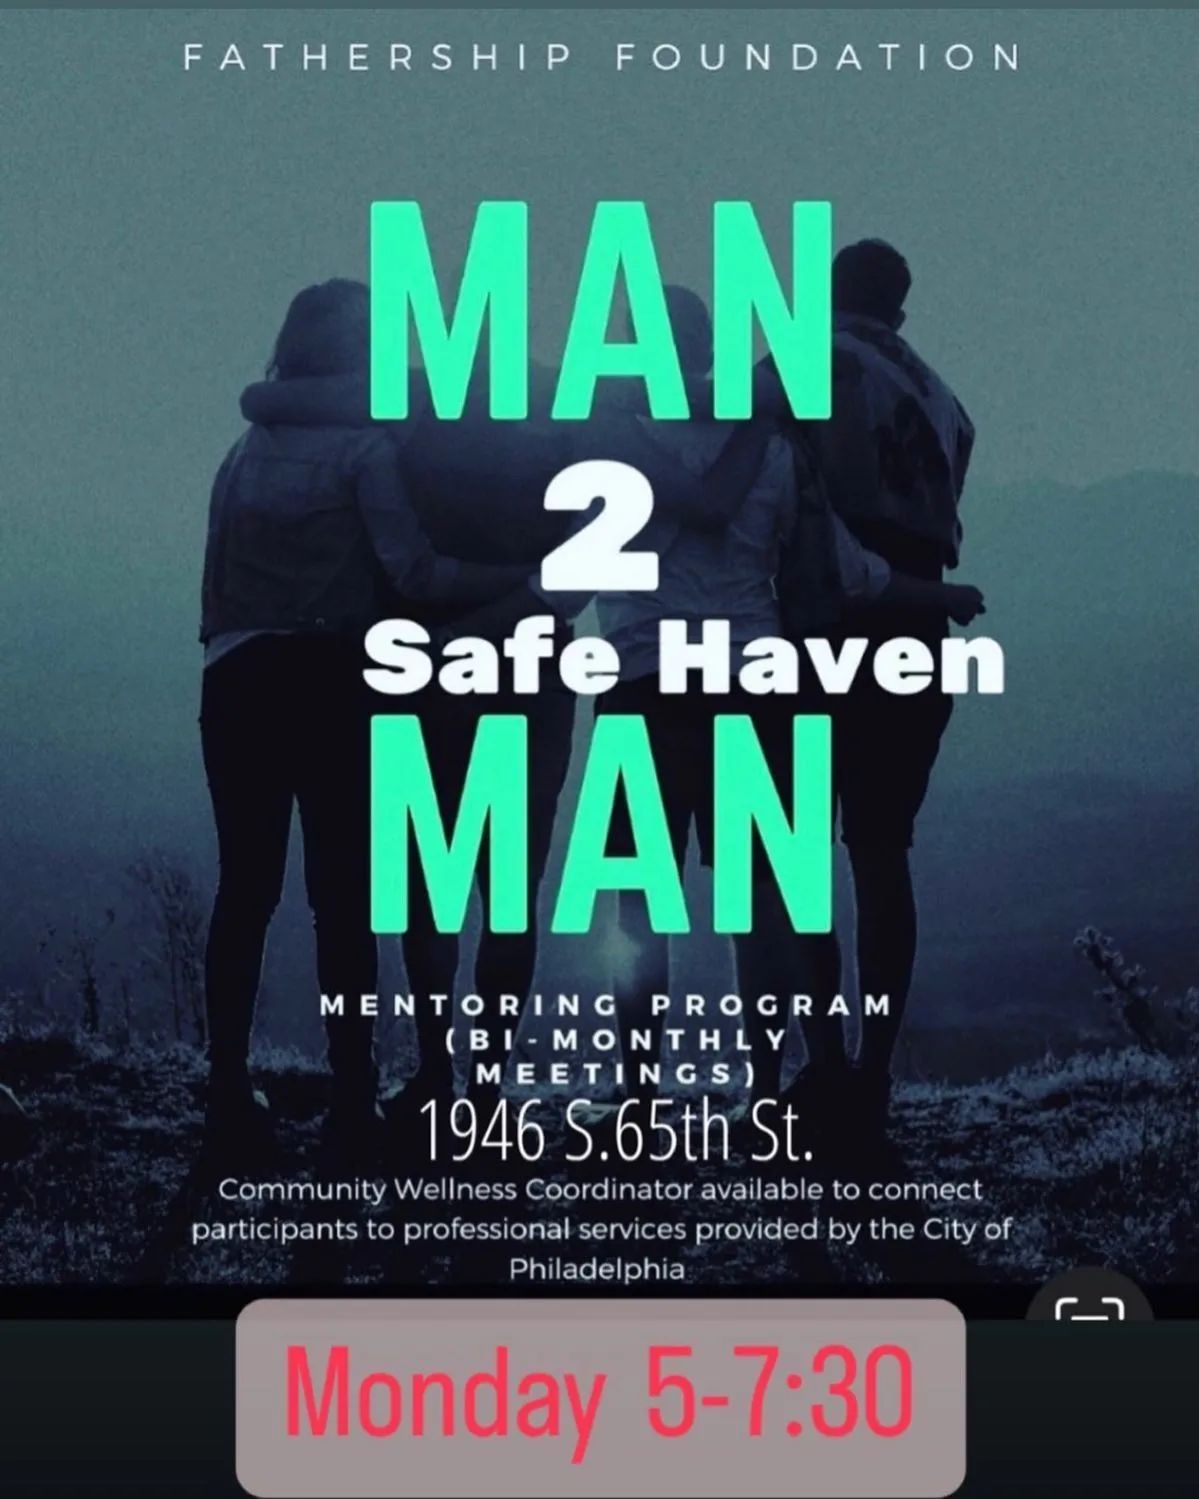 FATHERSHIP FOUNDATION
MAN
2
Safe Haven
MAN
MENTORING PROGRAM
(BI-MONTHLY
MEETINGS)
1946 S.65th St.
Community Wellness Coordinator available to connect
participants to professional services provided by the City of
Philadelphia
Monday 5-7:30